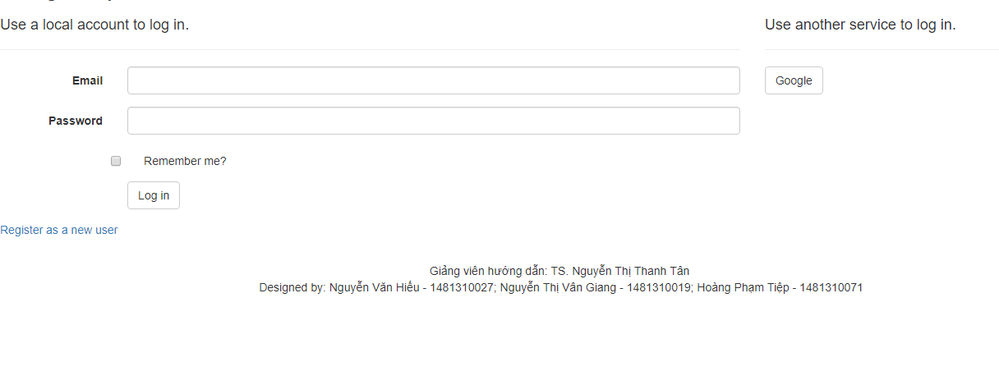 Use a local account to log in.
Use another service to log in.
Email
Google
Password
Remember me?
Log in
Register as a new user
Giảng viên hướng dẫn: TS. Nguyễn Thị Thanh Tân
Designed by: Nguyễn Văn Hiếu - 1481310027; Nguyễn Thị Vân Giang - 1481310019; Hoàng Phạm Tiệp - 1481310071